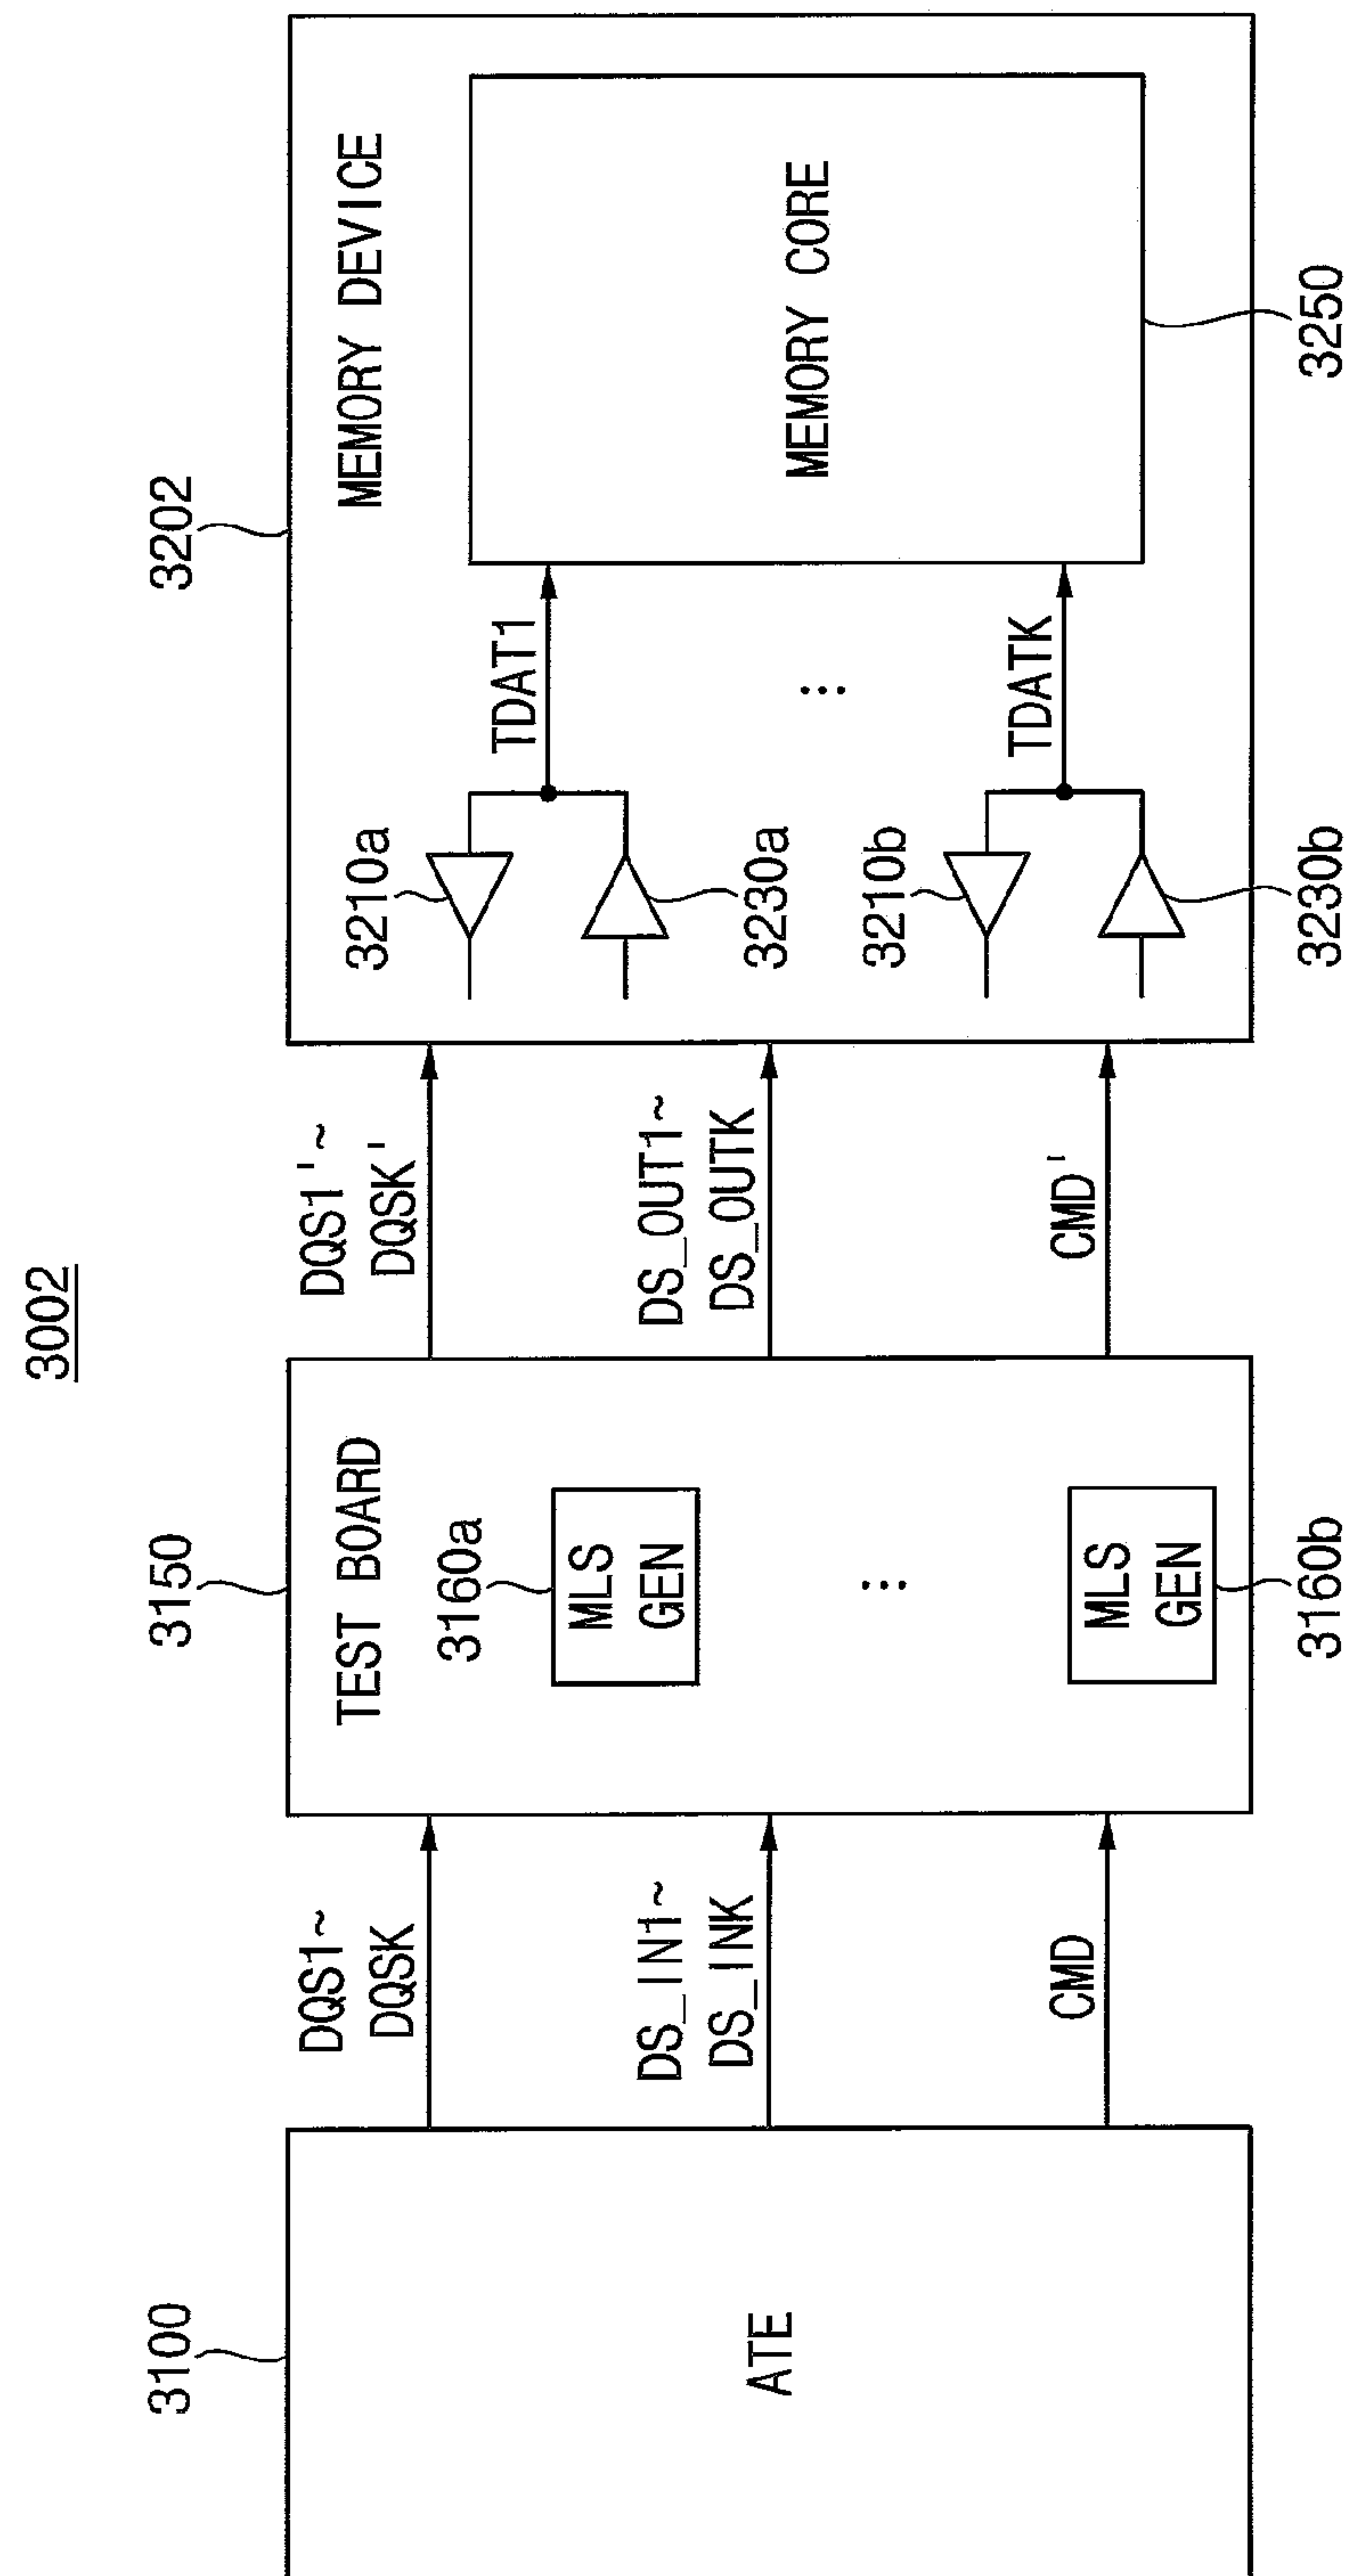 3002
3100
ATE
DQS1~
DQSK
DS_IN1~
DS_INK
CMD
3150
TEST BOARD
3160a
MLS
GEN
...
MLS
GEN
3160b
DQS1'~
DQSK'
DS_OUT1~
DS_OUTK
CMD'
3202
MEMORY DEVICE
3210a
3230a
TDAT1
...
3210b
3230b
TDATK
MEMORY CORE
3250